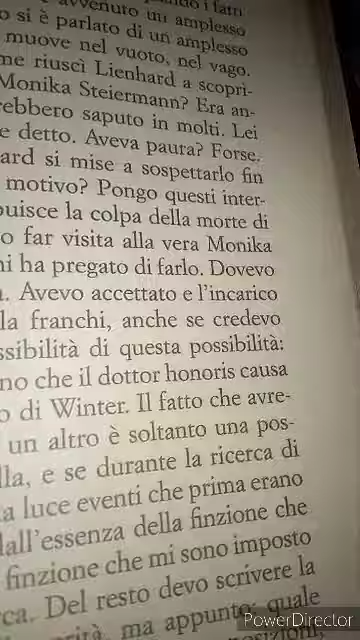 i fatti
avvenuto un amplesso
o si è parlato di un amplesso
muove nel vuoto, nel vago.
me riuscì Lienhard a scopri-
Monika Steiermann? Era an-
rebbero saputo in molti. Lei
e detto. Aveva paura? Forse.
ard si mise a sospettarlo fin
motivo? Pongo questi inter-
buisce la colpa della morte di
o far visita alla vera Monika
ni ha pregato di farlo. Dovevo
. Avevo accettato e l'incarico
la franchi, anche se credevo
ssibilità di questa possibilità:
no che il dottor honoris causa
o di Winter. Il fatto che avre-
un altro è soltanto una pos-
lla, e se durante la ricerca di
a luce eventi che prima erano
dall'essenza della finzione che
finzione che mi sono imposto
rca. Del resto devo scrivere la
ma appunto: quale
PowerDirector